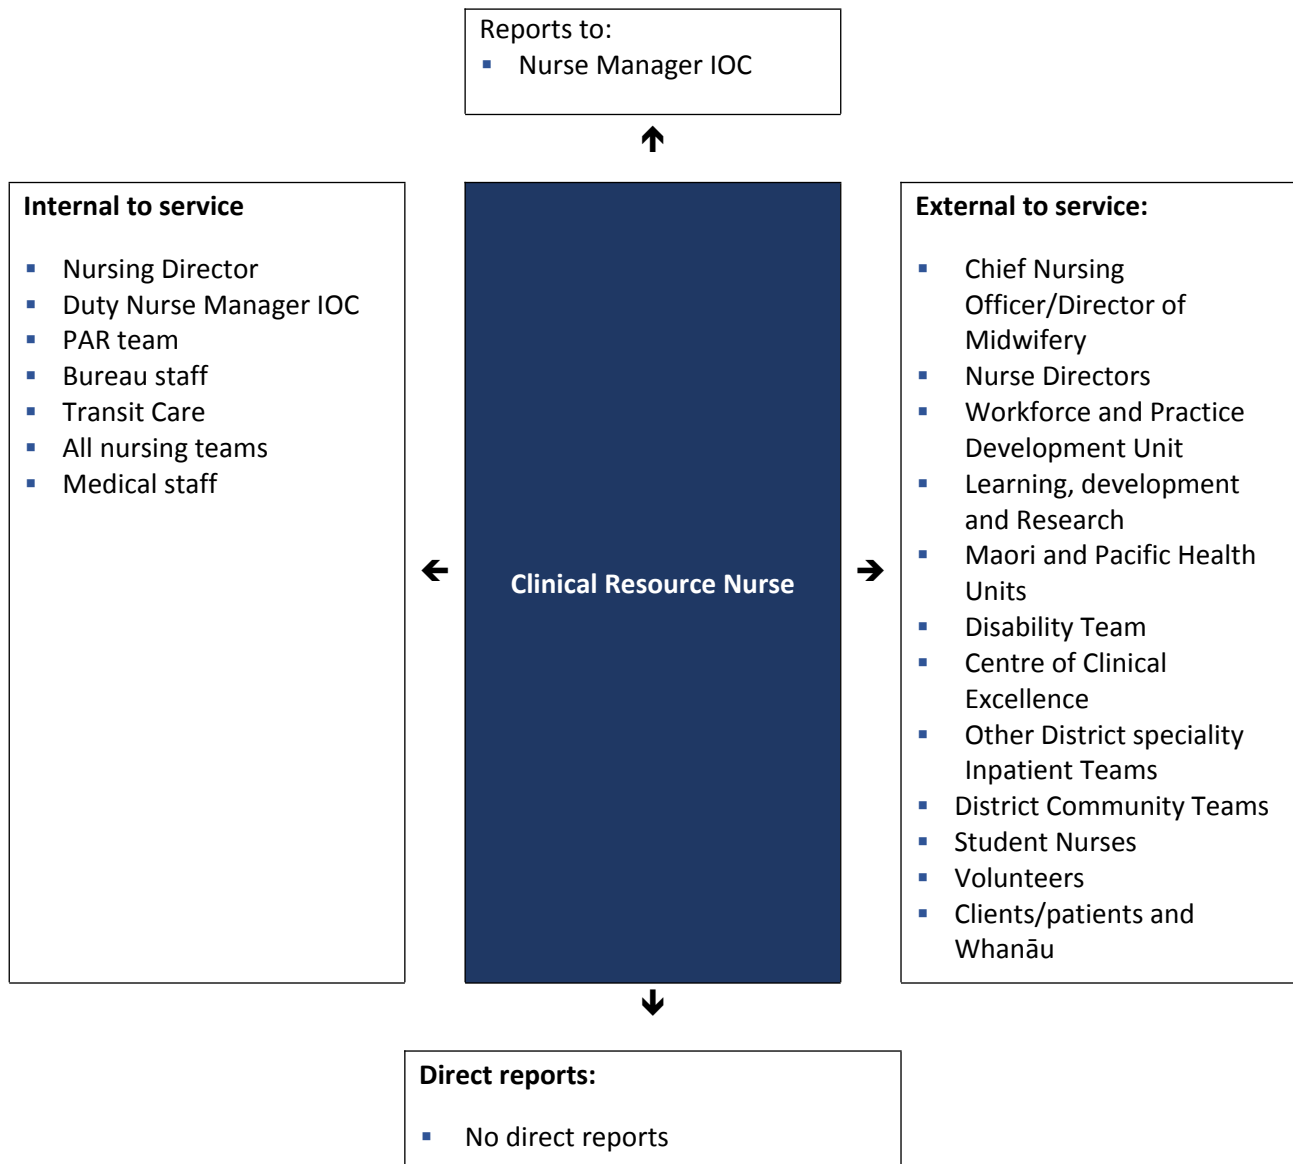 Reports to:
▪ Nurse Manager IOC
Internal to service
▪ Nursing Director
▪ Duty Nurse Manager IOC
▪ PAR team
▪ Bureau staff
▪ Transit Care
▪ All nursing teams
▪ Medical staff
Clinical Resource Nurse
External to service:
▪ Chief Nursing
Officer/Director of
Midwifery
▪ Nurse Directors
▪ Workforce and Practice
Development Unit
▪ Learning, development
and Research
▪ Maori and Pacific Health
Units
▪ Disability Team
▪ Centre of Clinical
Excellence
▪ Other District speciality
Inpatient Teams
▪ District Community Teams
▪ Student Nurses
▪ Volunteers
▪ Clients/patients and
Whanāu
Direct reports:
▪ No direct reports